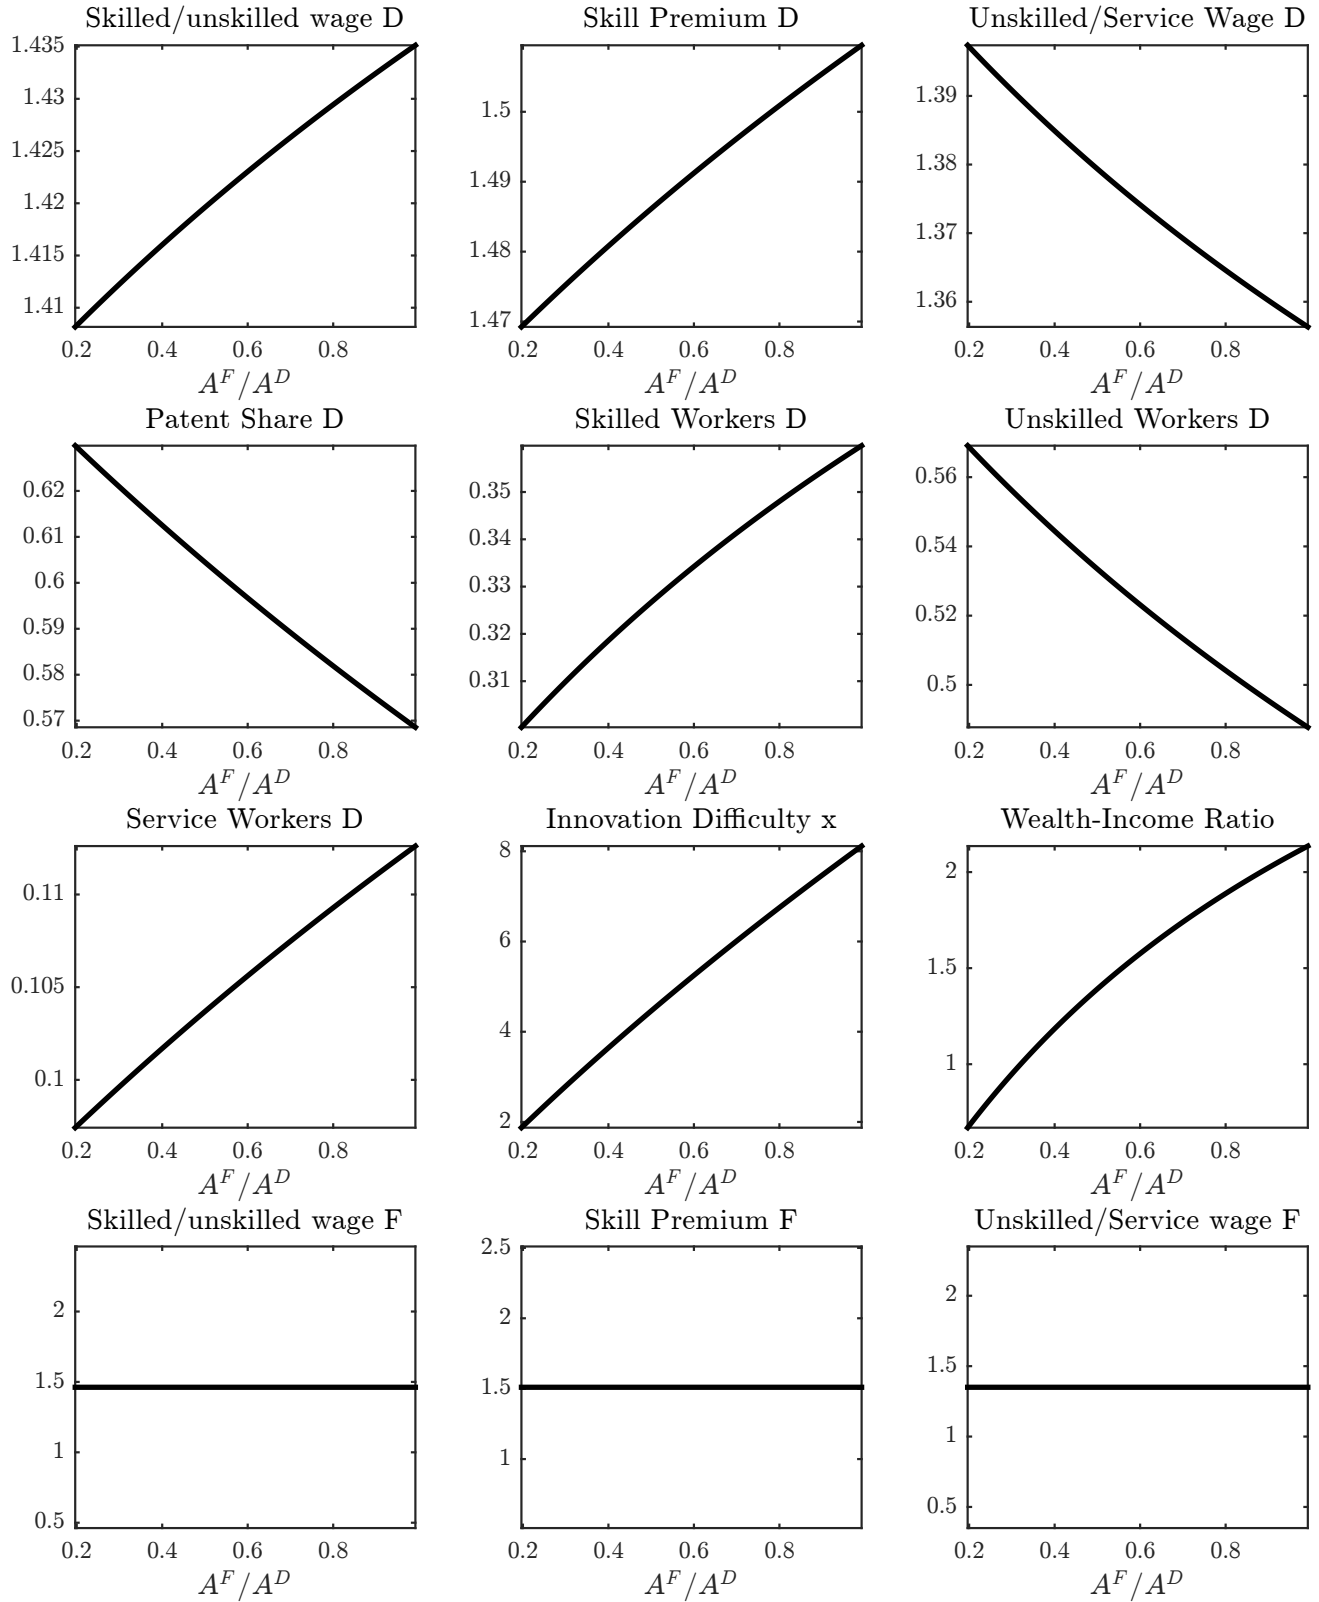 Skilled/unskilled wage D
1.435
1.43
1.425
1.42
1.415
1.41
0.2 0.4 0.6 0.8
A^F/A^D
Skill Premium D
1.5
1.49
1.48
1.47
0.2 0.4 0.6 0.8
A^F/A^D
Unskilled/Service Wage D
1.39
1.38
1.37
1.36
0.2 0.4 0.6 0.8
A^F/A^D
Patent Share D
0.62
0.61
0.6
0.59
0.58
0.57
0.2 0.4 0.6 0.8
A^F/A^D
Skilled Workers D
0.35
0.34
0.33
0.32
0.31
0.2 0.4 0.6 0.8
A^F/A^D
Unskilled Workers D
0.56
0.54
0.52
0.5
0.2 0.4 0.6 0.8
A^F/A^D
Service Workers D
0.11
0.105
0.1
0.2 0.4 0.6 0.8
A^F/A^D
Innovation Difficulty x
8
6
4
2
0.2 0.4 0.6 0.8
A^F/A^D
Wealth-Income Ratio
2
1.5
1
0.2 0.4 0.6 0.8
A^F/A^D
Skilled/unskilled wage F
2
1.5
1
0.5
0.2 0.4 0.6 0.8
A^F/A^D
Skill Premium F
2.5
2
1.5
1
0.2 0.4 0.6 0.8
A^F/A^D
Unskilled/Service wage F
2
1.5
1
0.5
0.2 0.4 0.6 0.8
A^F/A^D